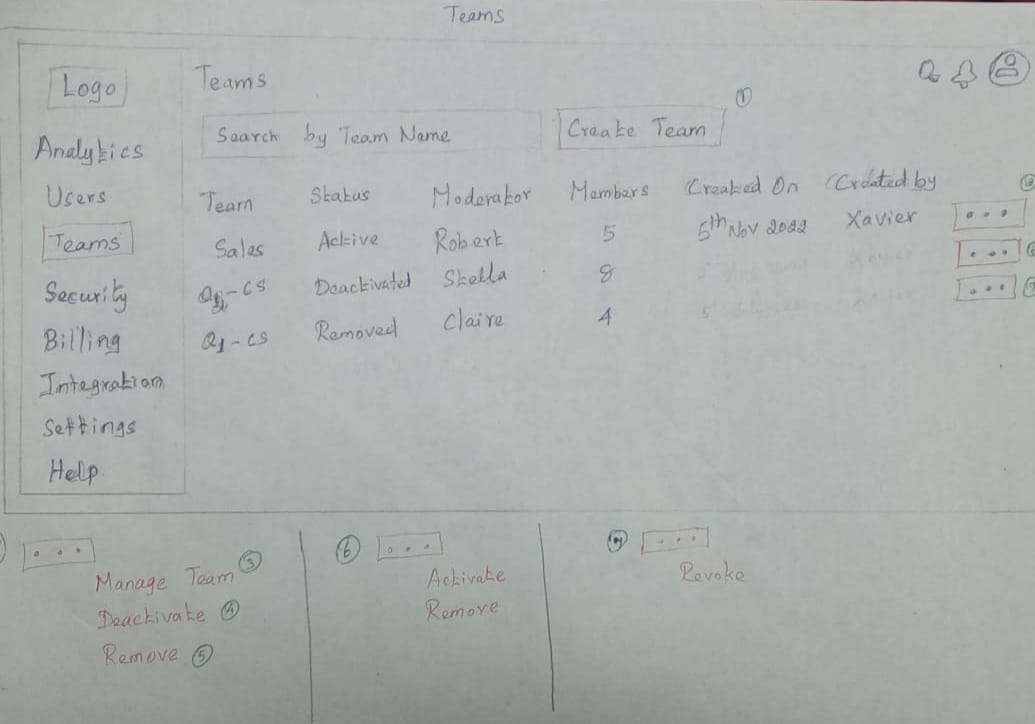 Teams
Logo
Teams
1
Search by Team Name
Create Team
Analytics
Users
Teams
Security
Billing
Integration
Settings
Help
Team Status Moderator Members Created On Created by
Sales Active Robert 5 5th Nov 2022 Xavier ...
-CS Deactivated Stella 8 ...
Q1-CS Removed Claire 4 ...
...
Manage Team 3
Deactivate 4
Remove 5
6 ...
Activate
Remove
...
Revoke